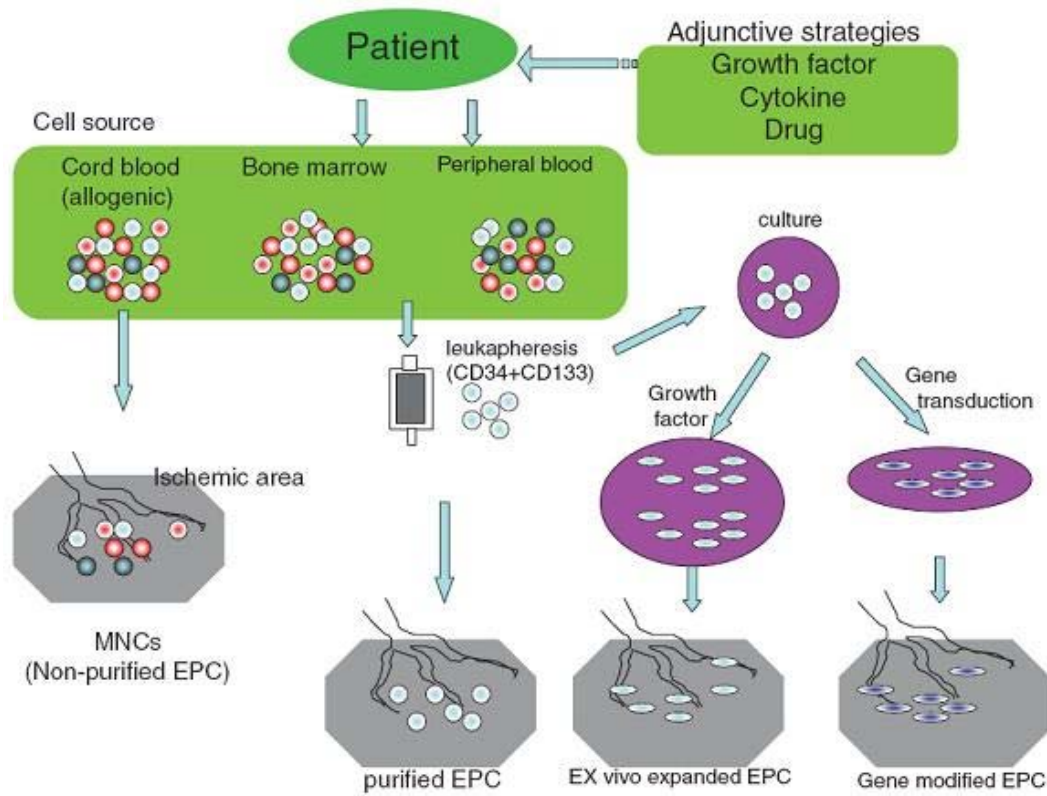 Patient
Adjunctive strategies
Growth factor
Cytokine
Drug
Cell source
Cord blood
(allogenic)
Bone marrow
Peripheral blood
culture
leukapheresis
(CD34+CD133)
Growth
factor
Gene
transduction
Ischemic area
MNCs
(Non-purified EPC)
purified EPC
EX vivo expanded EPC
Gene modified EPC